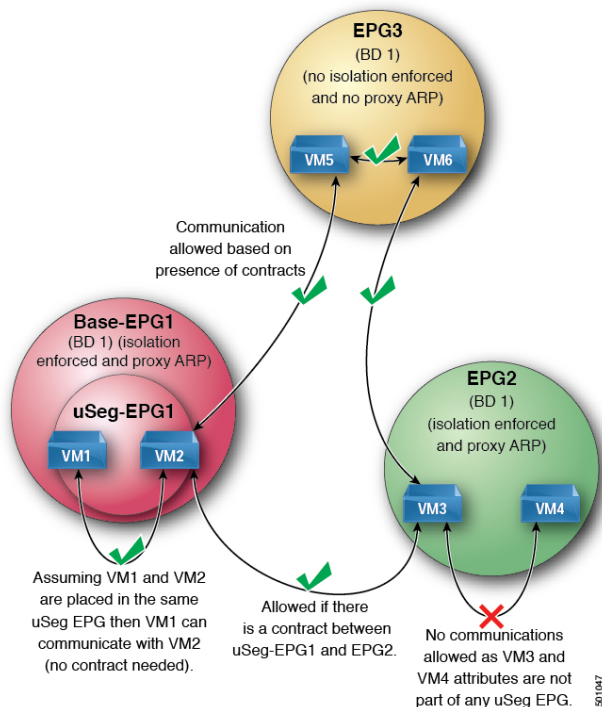 EPG3
(BD 1)
(no isolation enforced
and no proxy ARP)
VM5
VM6
Communication
allowed based on
presence of contracts
Base-EPG1
(BD 1) (isolation
enforced and proxy ARP)
uSeg-EPG1
VM1
VM2
EPG2
(BD 1)
(isolation enforced
and proxy ARP)
VM3
VM4
Assuming VM1 and VM2
are placed in the same
uSeg EPG then VM1 can
communicate with VM2
(no contract needed).
Allowed if there
is a contract between
uSeg-EPG1 and EPG2.
No communications
allowed as VM3 and
VM4 attributes are not
part of any uSeg EPG.
501047